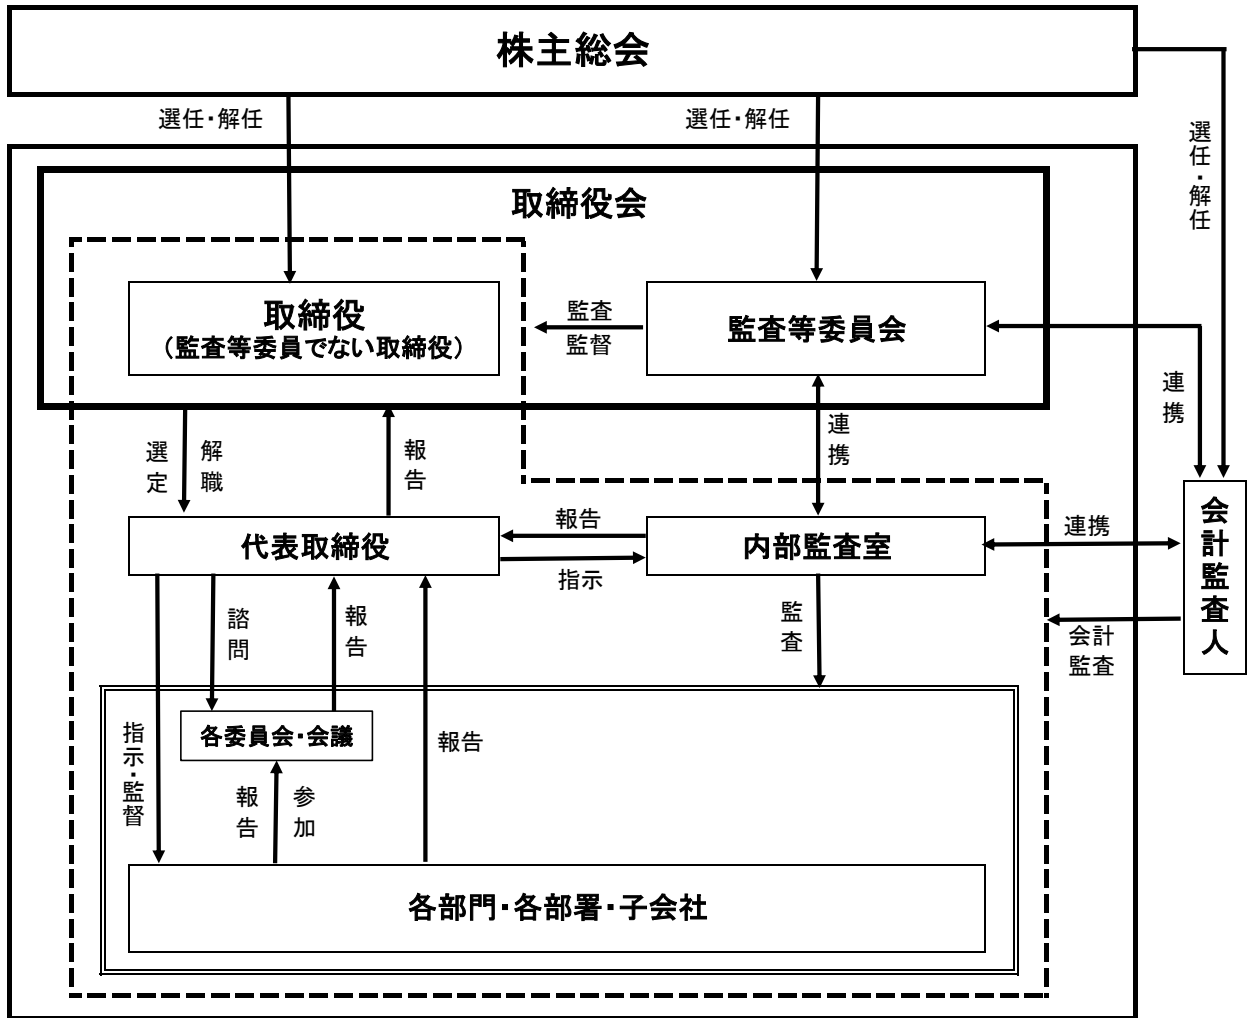 株主総会
選任・解任
選任・解任
選任・解任
取締役会
取締役
（監査等委員でない取締役）
監査
監督
監査等委員会
連携
選定
解職
報告
連携
代表取締役
報告
指示
内部監査室
連携
会計監査人
会計
監査
諮問
報告
監査
指示・監督
各委員会・会議
報告
報告
参加
各部門・各部署・子会社